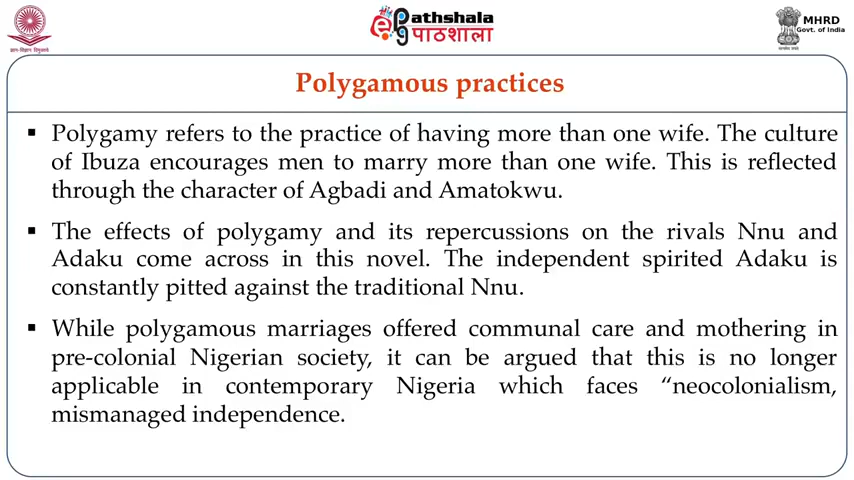 ePathshala
पाठशाला
MHRD
Govt. of India
Polygamous practices
▪ Polygamy refers to the practice of having more than one wife. The culture
of Ibuza encourages men to marry more than one wife. This is reflected
through the character of Agbadi and Amatokwu.
▪ The effects of polygamy and its repercussions on the rivals Nnu and
Adaku come across in this novel. The independent spirited Adaku is
constantly pitted against the traditional Nnu.
▪ While polygamous marriages offered communal care and mothering in
pre-colonial Nigerian society, it can be argued that this is no longer
applicable in contemporary Nigeria which faces “neocolonialism,
mismanaged independence.